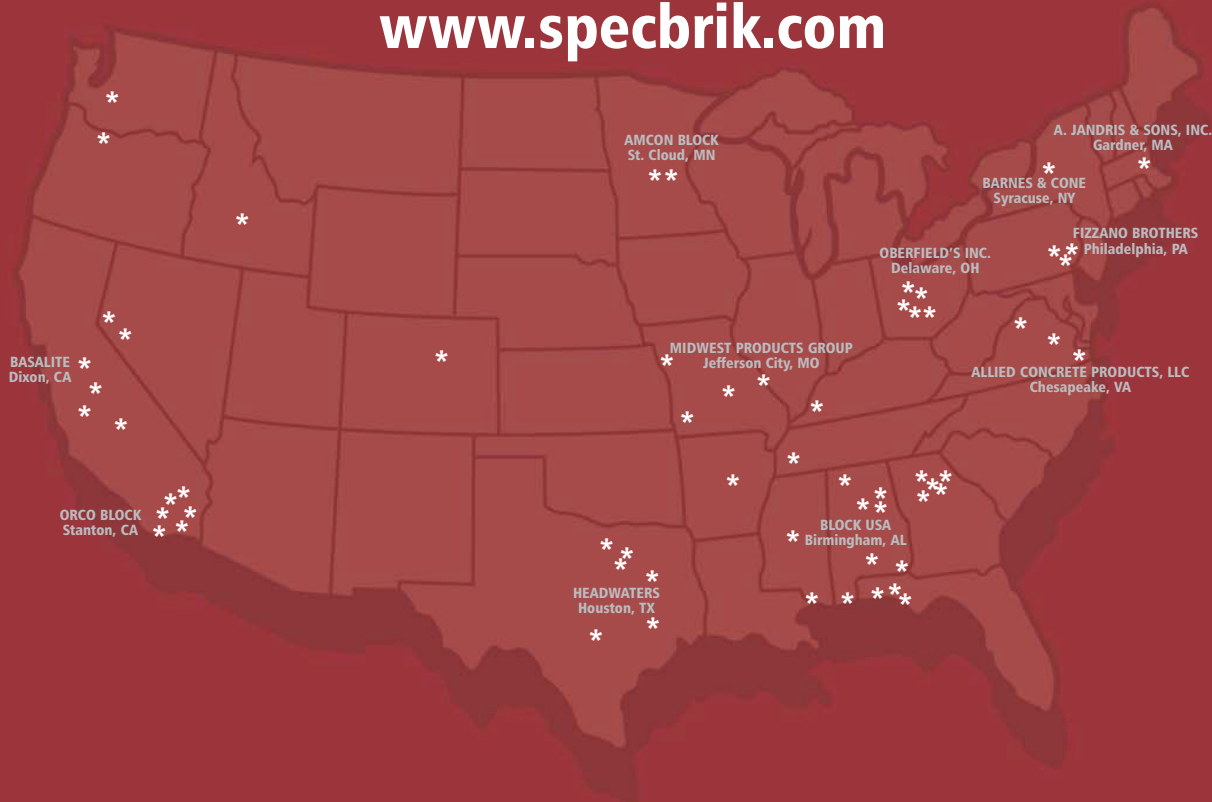 www.specbrik.com
AMCON BLOCK
St. Cloud, MN
A. JANDRIS & SONS, INC.
Gardner, MA
BARNES & CONE
Syracuse, NY
FIZZANO BROTHERS
Philadelphia, PA
OBERFIELD'S INC.
Delaware, OH
MIDWEST PRODUCTS GROUP
Jefferson City, MO
BASALITE
Dixon, CA
ALLIED CONCRETE PRODUCTS, LLC
Chesapeake, VA
ORCO BLOCK
Stanton, CA
BLOCK USA
Birmingham, AL
HEADWATERS
Houston, TX